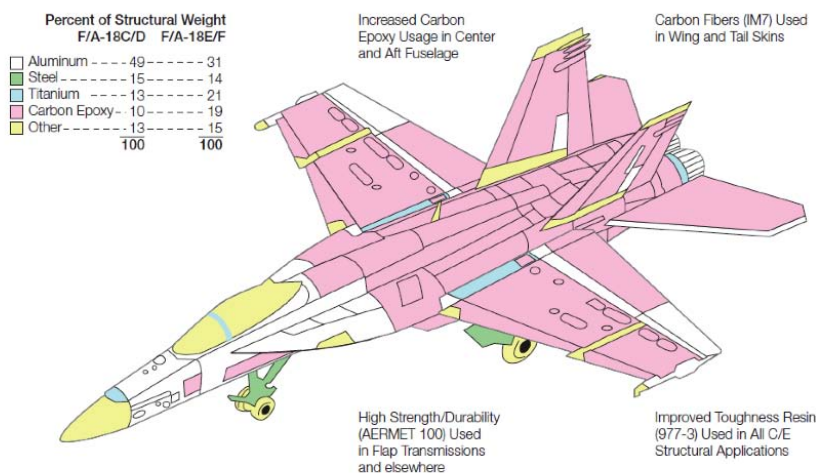 Percent of Structural Weight
F/A-18C/D F/A-18E/F
Aluminum ---- 49 ----- 31
Steel ---------- 15 ----- 14
Titanium ------ 13 ----- 21
Carbon Epoxy -- 10 ----- 19
Other --------- 13 ----- 15
100 100
Increased Carbon
Epoxy Usage in Center
and Aft Fuselage
Carbon Fibers (IM7) Used
in Wing and Tail Skins
High Strength/Durability
(AERMET 100) Used
in Flap Transmissions
and elsewhere
Improved Toughness Resin
(977-3) Used in All C/E
Structural Applications